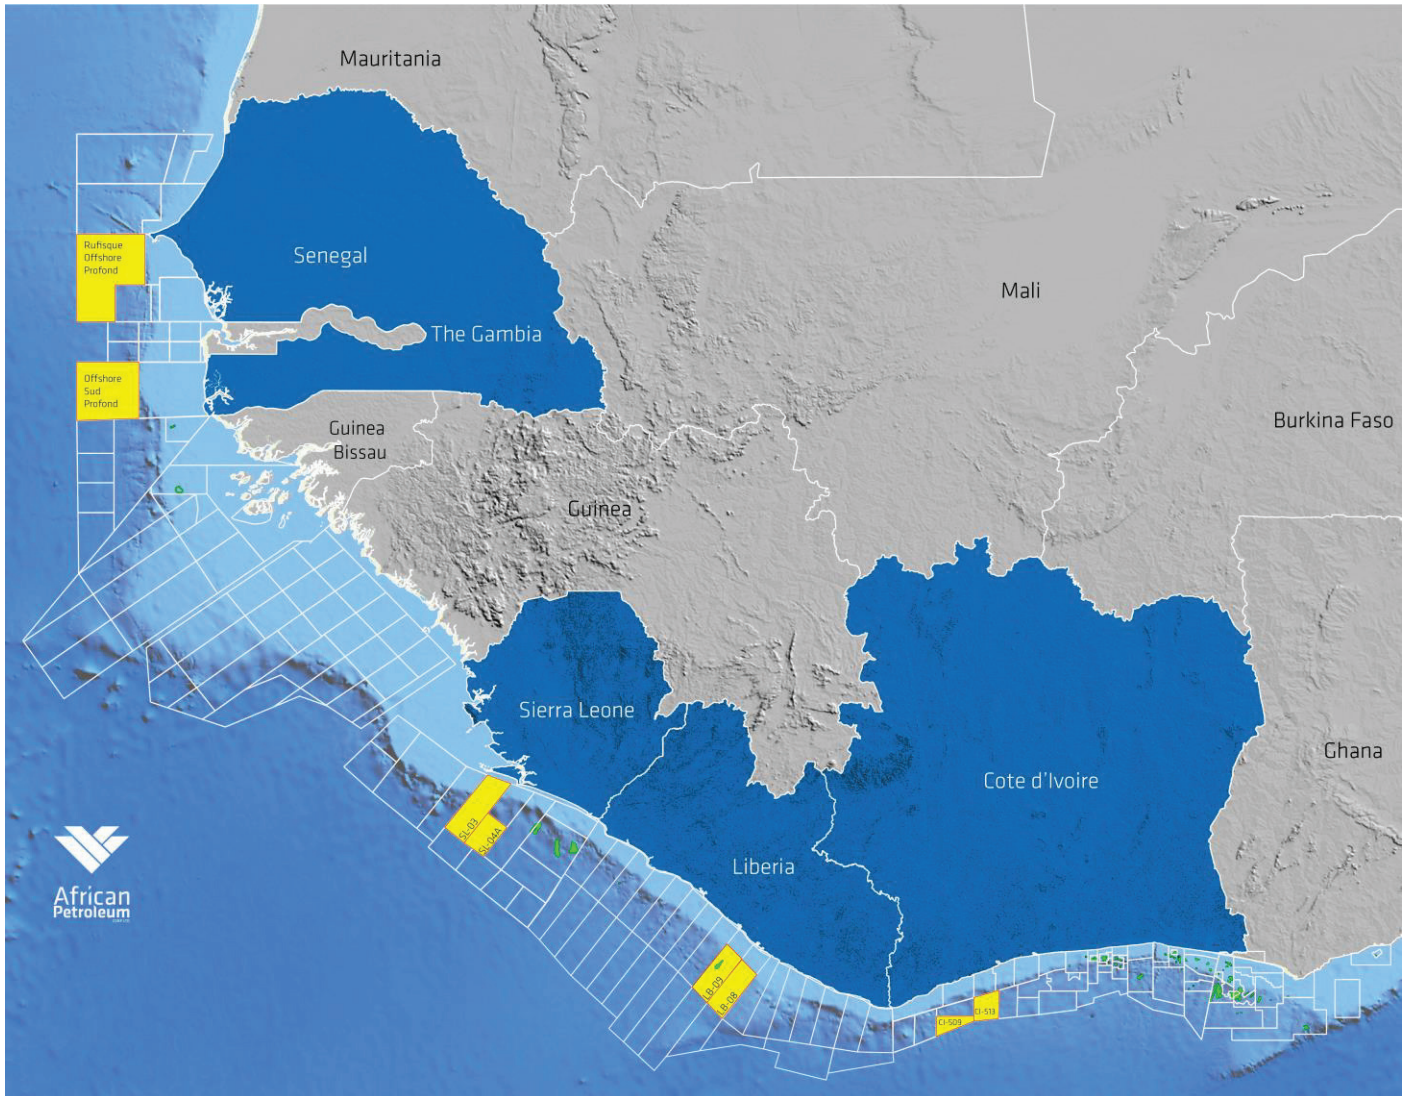 Mauritania
Senegal
Rufisque
Offshore
Profond
Mali
The Gambia
Offshore
Sud
Profond
Burkina Faso
Guinea
Bissau
Guinea
Sierra Leone
Ghana
Cote d'Ivoire
SL-03
SL-04A
Liberia
African
Petroleum
LB-09
LB-08
CI-509
CI-513